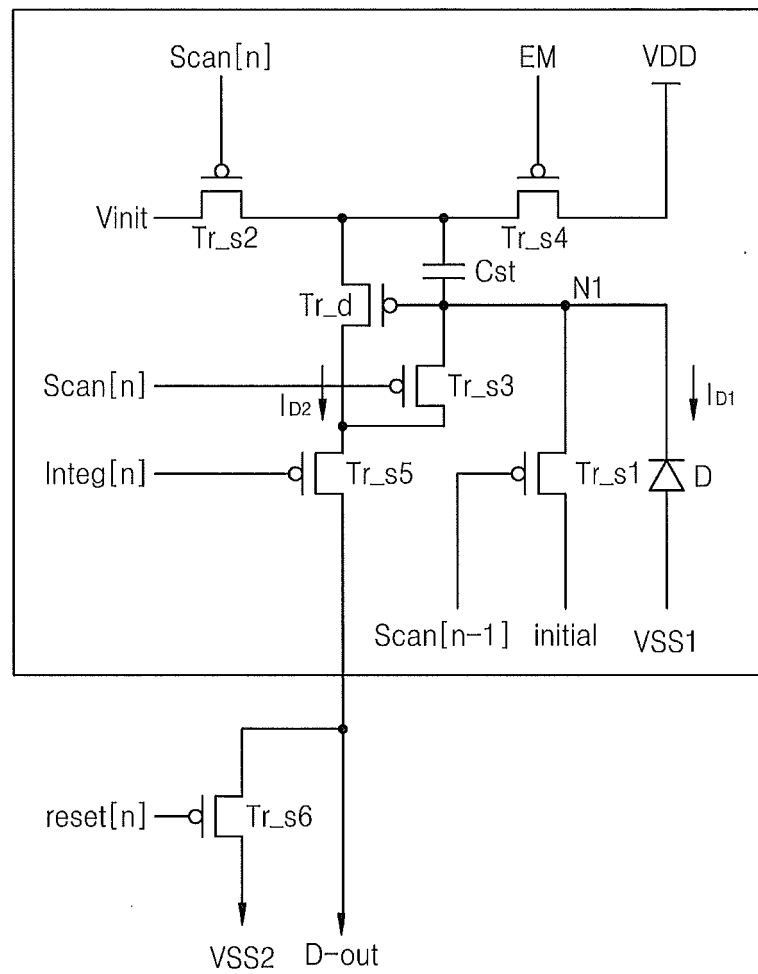 Scan[n]
EM
VDD
Vinit
Tr_s2
Tr_s4
Cst
Tr_d
N1
Scan[n]
ID2
Tr_s3
ID1
Integ[n]
Tr_s5
Tr_s1
D
Scan[n-1]
initial
VSS1
reset[n]
Tr_s6
VSS2
D-out